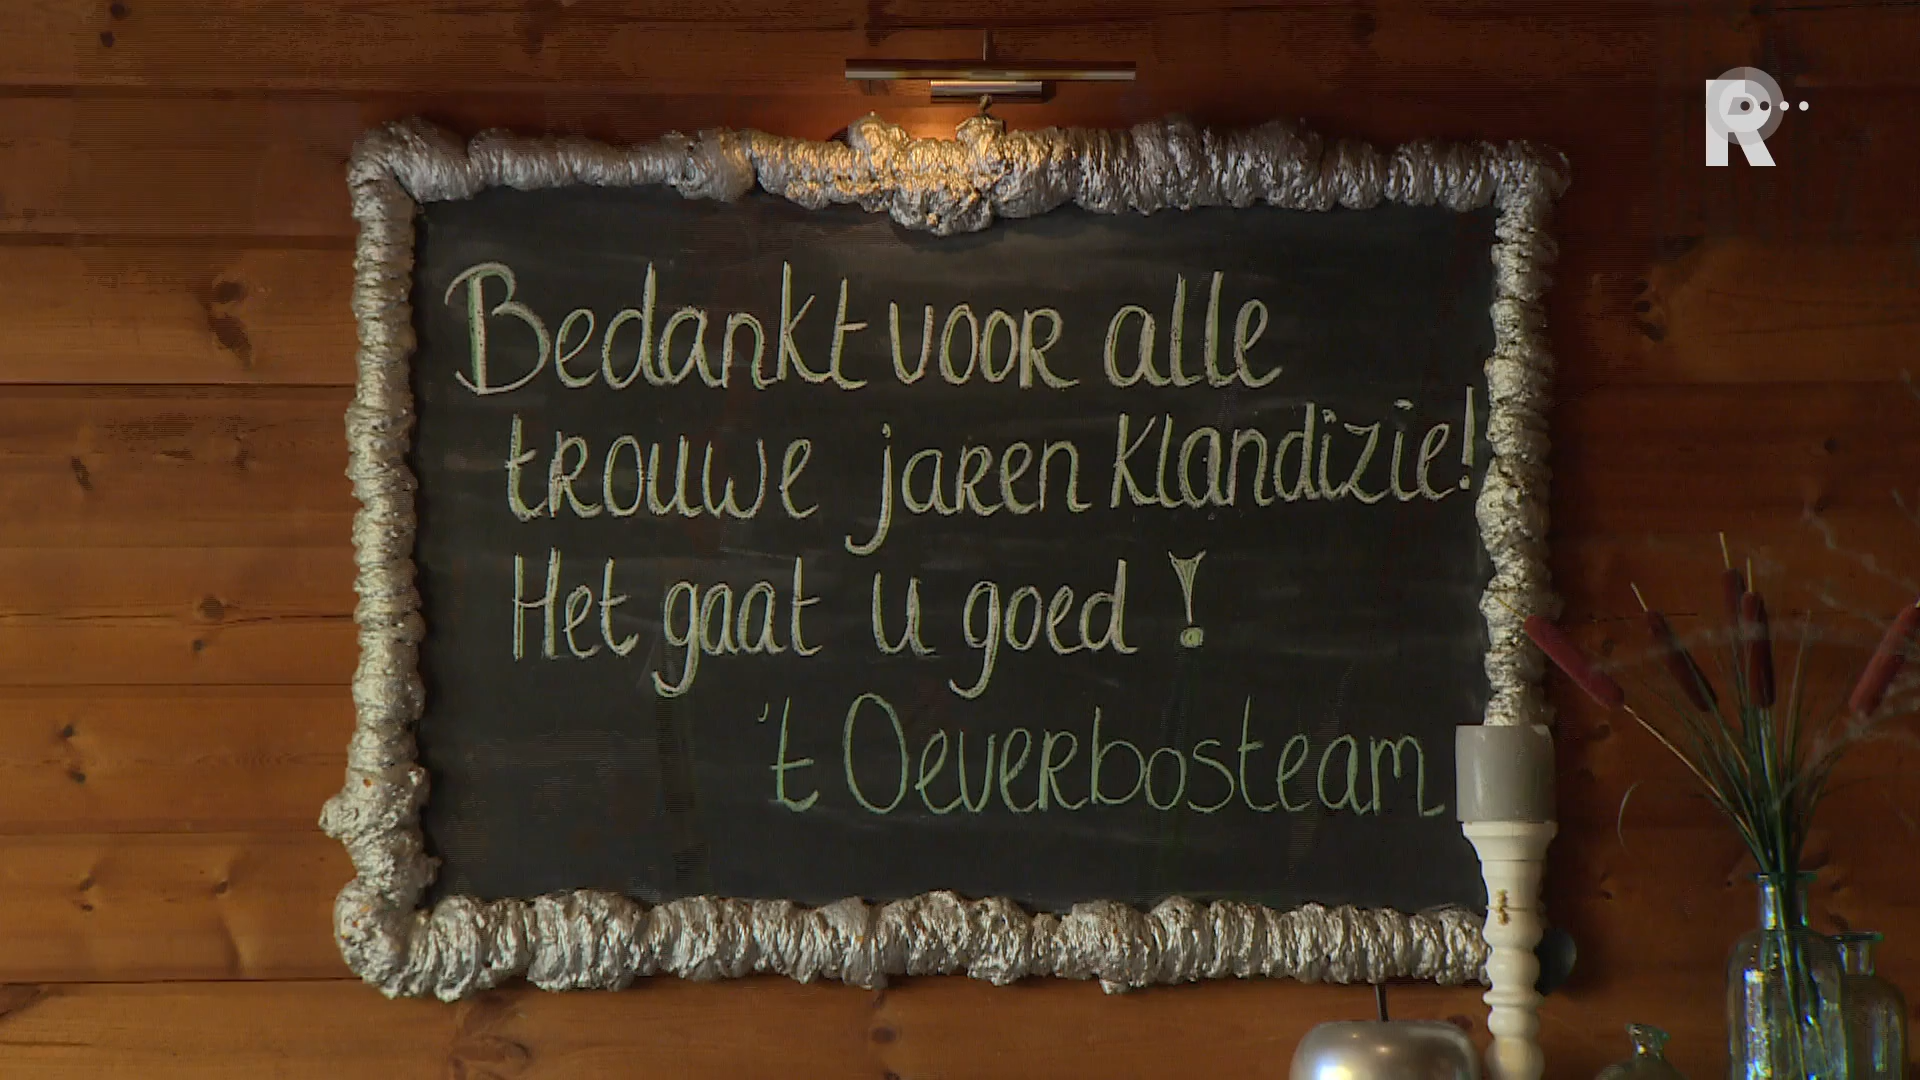 Bedankt voor alle
trouwe jaren Klandizie!
Het gaat u goed!
't Oeverbosteam
R